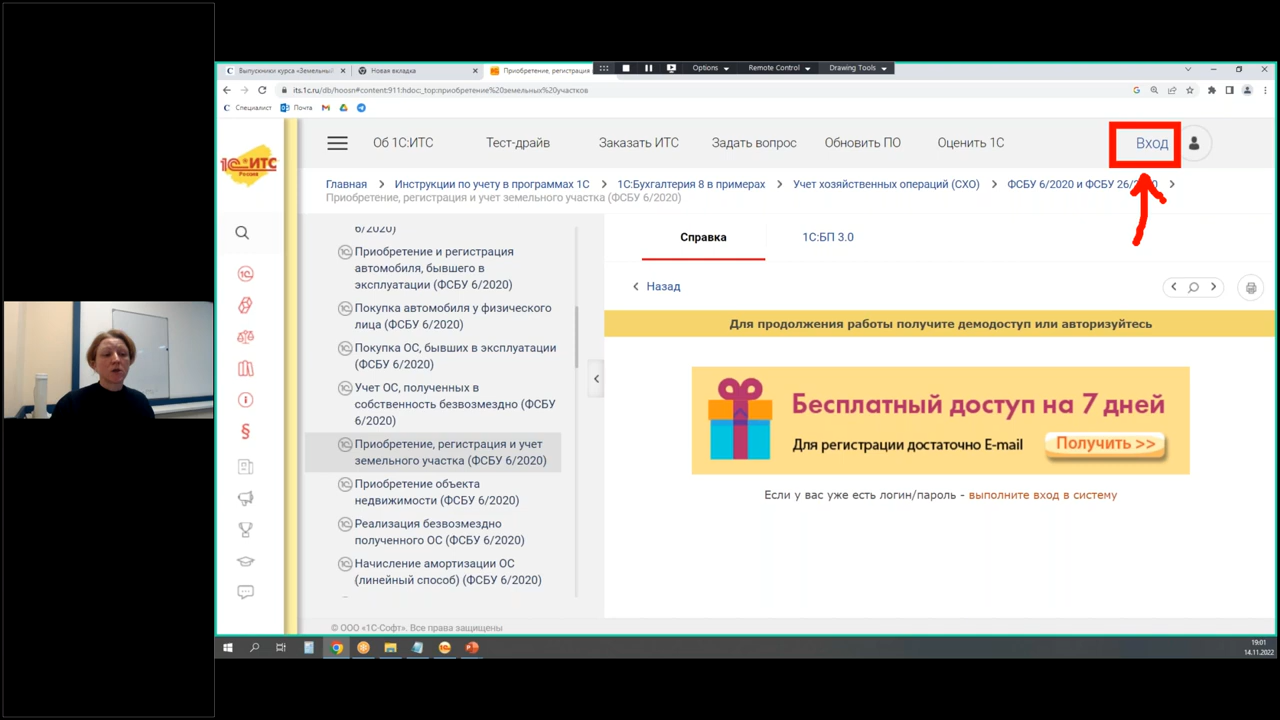 Выпускники курса «Земельный
Новая вкладка
Приобретение, регистрация
Options
Remote Control
Drawing Tools
its.1c.ru/db/hoosn#content:911:hdoc:_top:приобретение%20земельных%20участков
Специалист
Почта
1С ИТС
Россия
Об 1С:ИТС
Тест-драйв
Заказать ИТС
Задать вопрос
Обновить ПО
Оценить 1С
Вход
Главная > Инструкции по учету в программах 1С > 1С:Бухгалтерия 8 в примерах > Учет хозяйственных операций (СХО) > ФСБУ 6/2020 и ФСБУ 26/2020 >
Приобретение, регистрация и учет земельного участка (ФСБУ 6/2020)
6/2020)
Приобретение и регистрация
автомобиля, бывшего в
эксплуатации (ФСБУ 6/2020)
Покупка автомобиля у физического
лица (ФСБУ 6/2020)
Покупка ОС, бывших в эксплуатации
(ФСБУ 6/2020)
Учет ОС, полученных в
собственность безвозмездно (ФСБУ
6/2020)
Приобретение, регистрация и учет
земельного участка (ФСБУ 6/2020)
Приобретение объекта
недвижимости (ФСБУ 6/2020)
Реализация безвозмездно
полученного ОС (ФСБУ 6/2020)
Начисление амортизации ОС
(линейный способ) (ФСБУ 6/2020)
Справка
1С:БП 3.0
Назад
Для продолжения работы получите демодоступ или авторизуйтесь
Бесплатный доступ на 7 дней
Для регистрации достаточно E-mail
Получить >>
Если у вас уже есть логин/пароль - выполните вход в систему
© ООО «1С-Софт». Все права защищены
19:01
14.11.2022